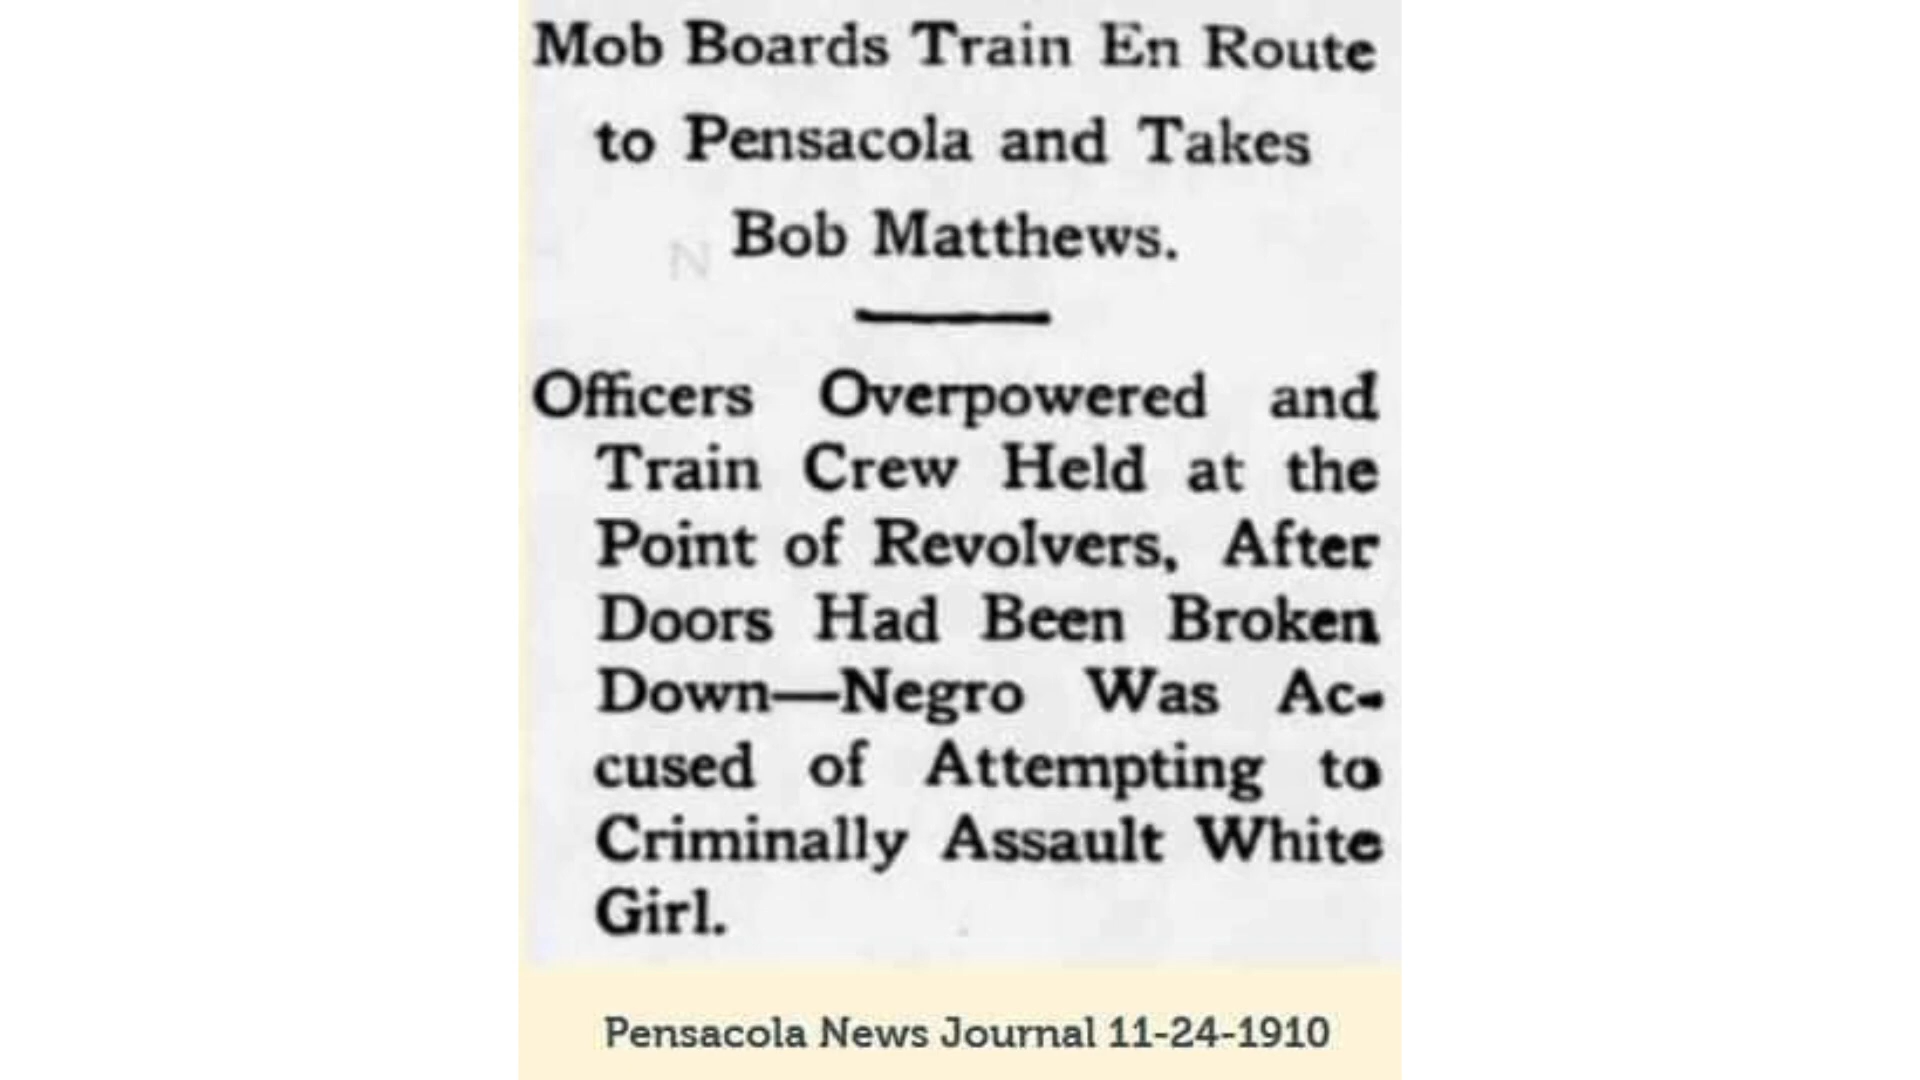 Mob Boards Train En Route
to Pensacola and Takes
Bob Matthews.
Officers Overpowered and
Train Crew Held at the
Point of Revolvers, After
Doors Had Been Broken
Down—Negro Was Ac-
cused of Attempting to
Criminally Assault White
Girl.
Pensacola News Journal 11-24-1910